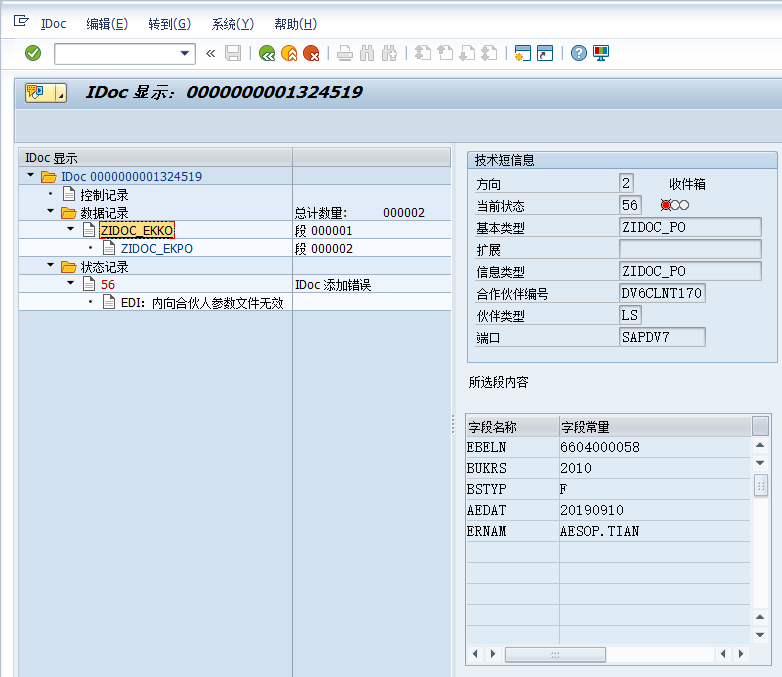 IDoc 编辑(E) 转到(G) 系统(Y) 帮助(H)
IDoc 显示：0000000001324519
IDoc 显示
IDoc 0000000001324519
控制记录
数据记录 总计数量： 000002
ZIDOC_EKKO 段 000001
ZIDOC_EKPO 段 000002
状态记录
56 IDoc 添加错误
EDI：内向合伙人参数文件无效
技术短信息
方向 2 收件箱
当前状态 56
基本类型 ZIDOC_PO
扩展
信息类型 ZIDOC_PO
合作伙伴编号 DV6CLNT170
伙伴类型 LS
端口 SAPDV7
所选段内容
字段名称 字段常量
EBELN 6604000058
BUKRS 2010
BSTYP F
AEDAT 20190910
ERNAM AESOP.TIAN